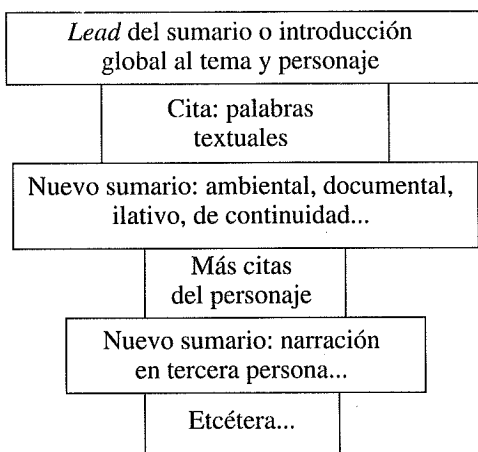 Lead del sumario o introducción
global al tema y personaje
Cita: palabras
textuales
Nuevo sumario: ambiental, documental,
ilativo, de continuidad...
Más citas
del personaje
Nuevo sumario: narración
en tercera persona...
Etcétera...